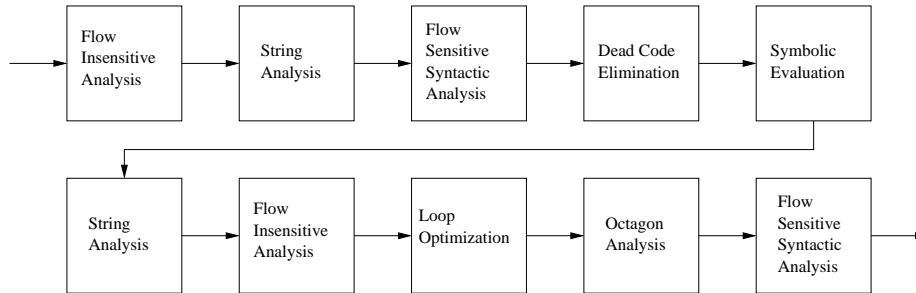 Flow
Insensitive
Analysis
String
Analysis
Flow
Sensitive
Syntactic
Analysis
Dead Code
Elimination
Symbolic
Evaluation
String
Analysis
Flow
Insensitive
Analysis
Loop
Optimization
Octagon
Analysis
Flow
Sensitive
Syntactic
Analysis